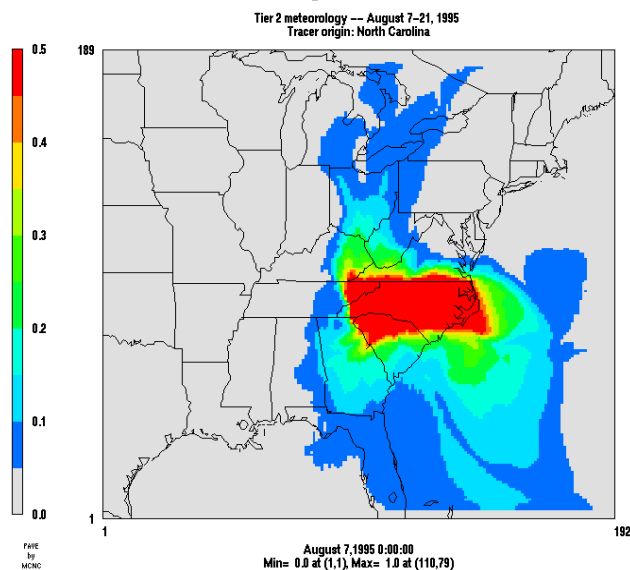 Tier 2 meteorology -- August 7-21, 1995
Tracer origin: North Carolina
0.5
0.4
0.3
0.2
0.1
0.0
189
1
1
192
PAVE
by
MCNC
August 7,1995 0:00:00
Min= 0.0 at (1,1), Max= 1.0 at (110,79)